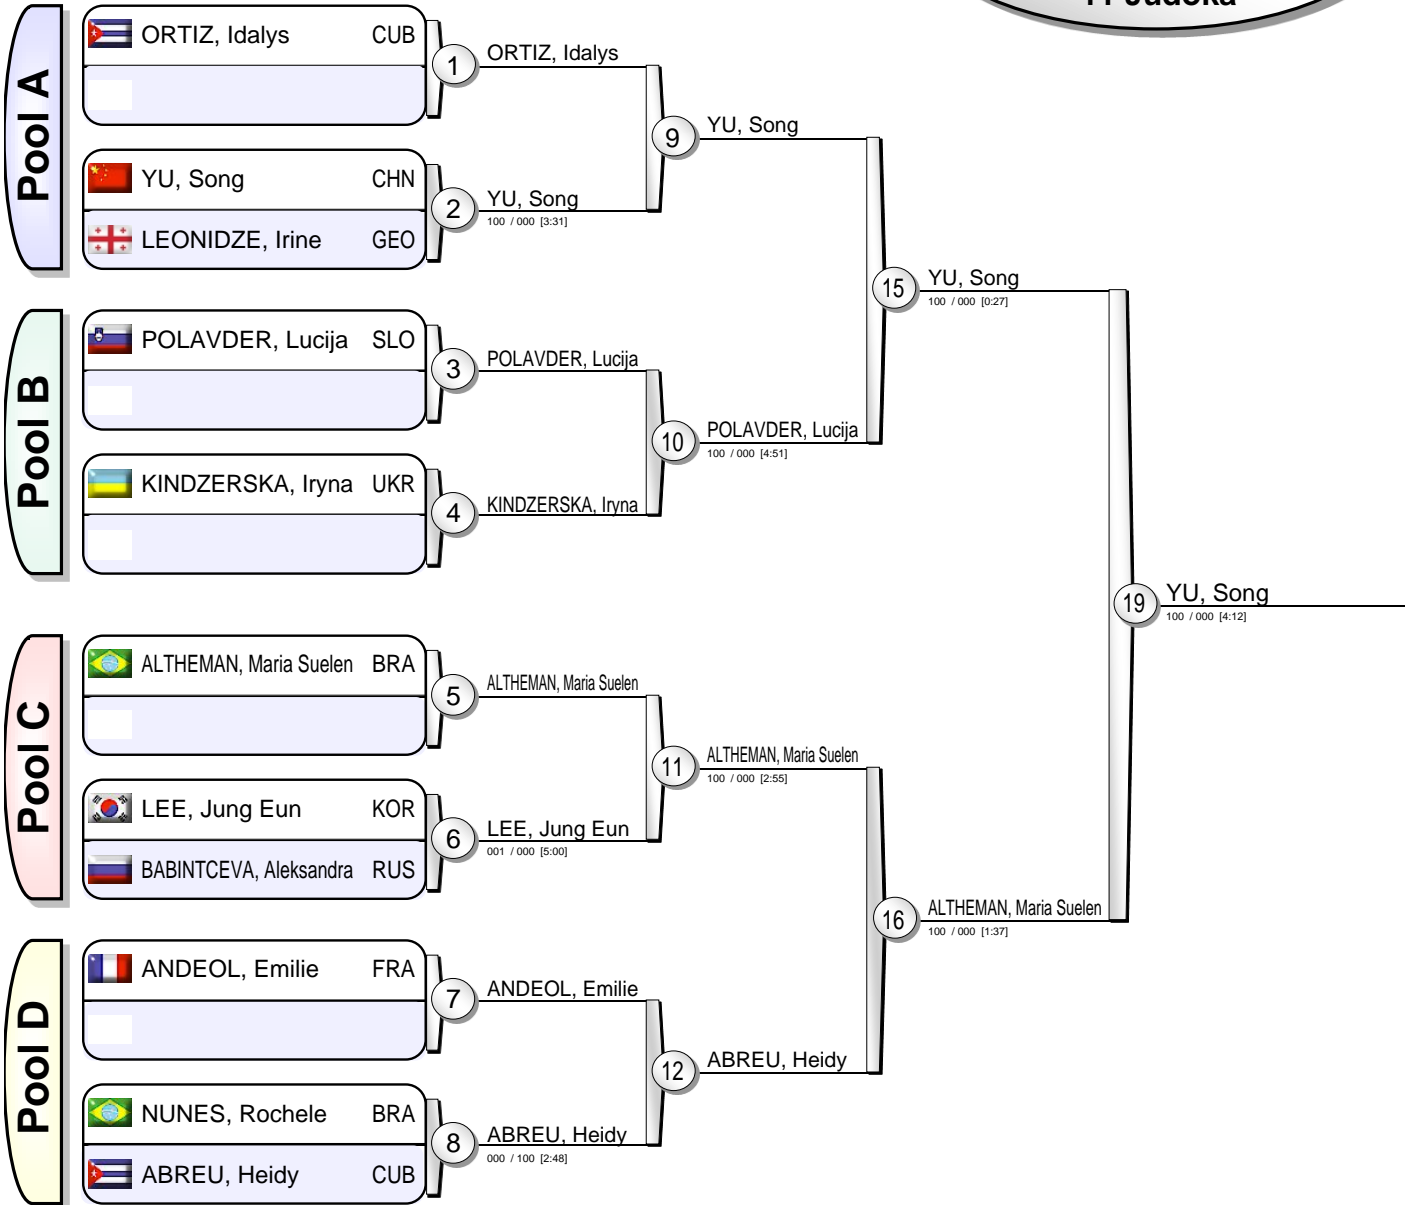 11 Judoka
Pool A
ORTIZ, Idalys CUB
1
ORTIZ, Idalys
YU, Song CHN
LEONIDZE, Irine GEO
2
YU, Song
100 / 000 [3:31]
9
YU, Song
Pool B
POLAVDER, Lucija SLO
3
POLAVDER, Lucija
KINDZERSKA, Iryna UKR
4
KINDZERSKA, Iryna
10
POLAVDER, Lucija
100 / 000 [4:51]
15
YU, Song
100 / 000 [0:27]
Pool C
ALTHEMAN, Maria Suelen BRA
5
ALTHEMAN, Maria Suelen
LEE, Jung Eun KOR
BABINTCEVA, Aleksandra RUS
6
LEE, Jung Eun
001 / 000 [5:00]
11
ALTHEMAN, Maria Suelen
100 / 000 [2:55]
Pool D
ANDEOL, Emilie FRA
7
ANDEOL, Emilie
NUNES, Rochele BRA
ABREU, Heidy CUB
8
ABREU, Heidy
000 / 100 [2:48]
12
ABREU, Heidy
16
ALTHEMAN, Maria Suelen
100 / 000 [1:37]
19
YU, Song
100 / 000 [4:12]